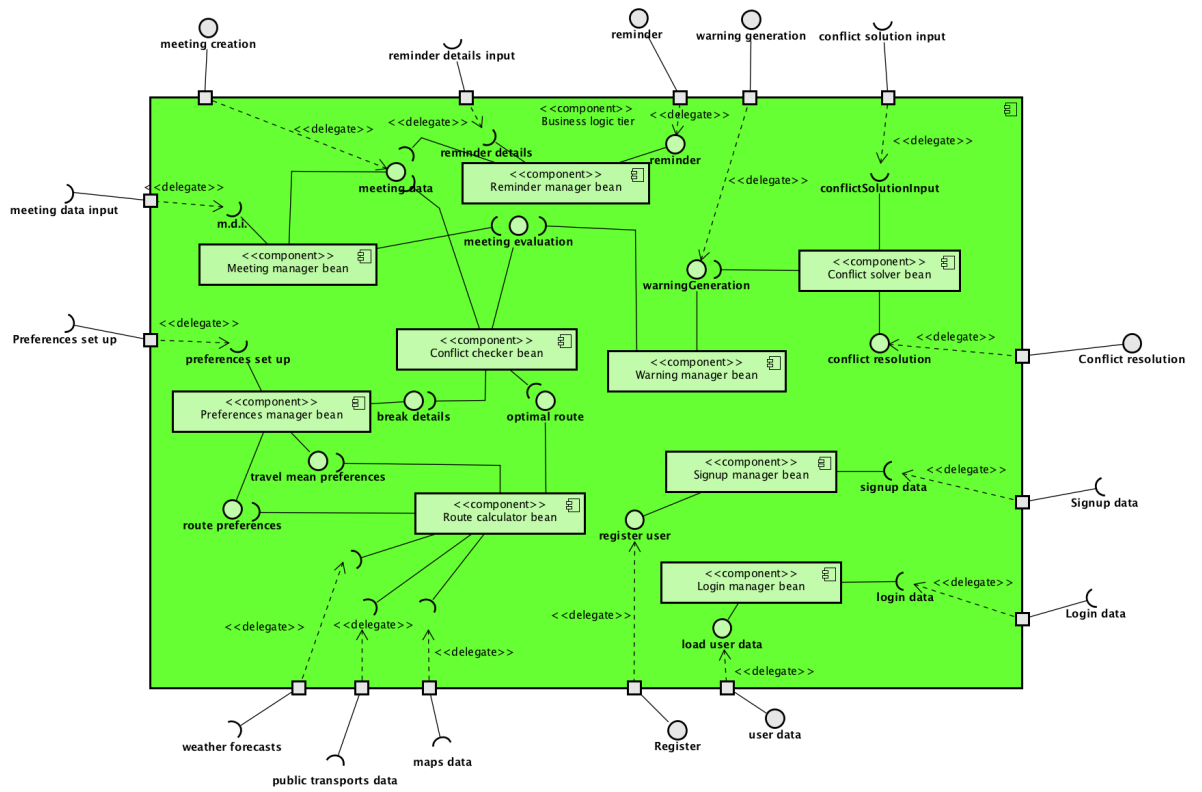 reminder
warning generation
conflict solution input
meeting creation
reminder details input
<<component>>
Business logic tier
<<delegate>>
<<delegate>>
<<delegate>>
<<delegate>>
reminder details
reminder
<<component>>
Reminder manager bean
<<delegate>>
meeting data
conflictSolutionInput
<<delegate>>
meeting data input
m.d.i.
<<delegate>>
meeting evaluation
<<component>>
Meeting manager bean
<<component>>
Conflict solver bean
warningGeneration
<<delegate>>
Preferences set up
preferences set up
<<component>>
Conflict checker bean
<<delegate>>
conflict resolution
Conflict resolution
<<component>>
Warning manager bean
<<component>>
Preferences manager bean
break details
optimal route
<<component>>
Signup manager bean
<<delegate>>
signup data
Signup data
travel mean preferences
<<component>>
Route calculator bean
route preferences
register user
<<component>>
Login manager bean
<<delegate>>
login data
Login data
<<delegate>>
<<delegate>>
<<delegate>>
load user data
<<delegate>>
<<delegate>>
weather forecasts
public transports data
maps data
Register
user data